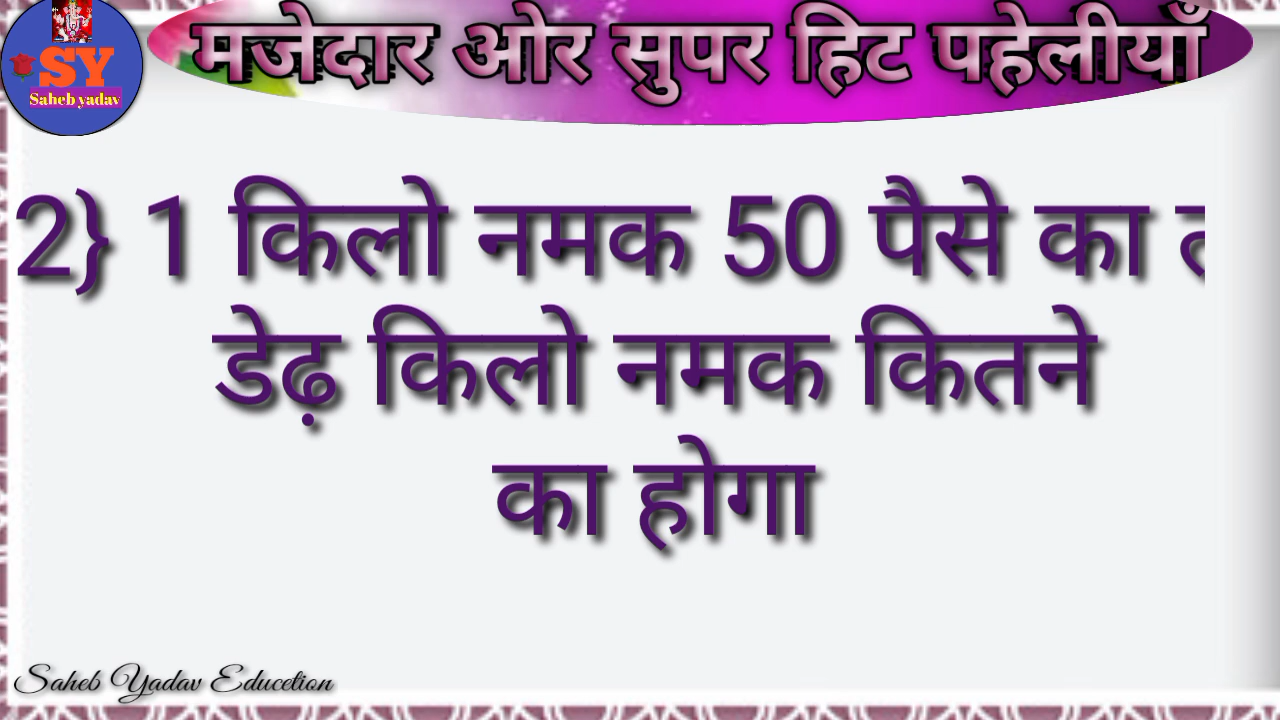 मजेदार ओर सुपर हिट पहेलीयाँ
SY
Saheb yadav
2} 1 किलो नमक 50 पैसे का
डेढ़ किलो नमक कितने
का होगा
Saheb Yadav Educetion